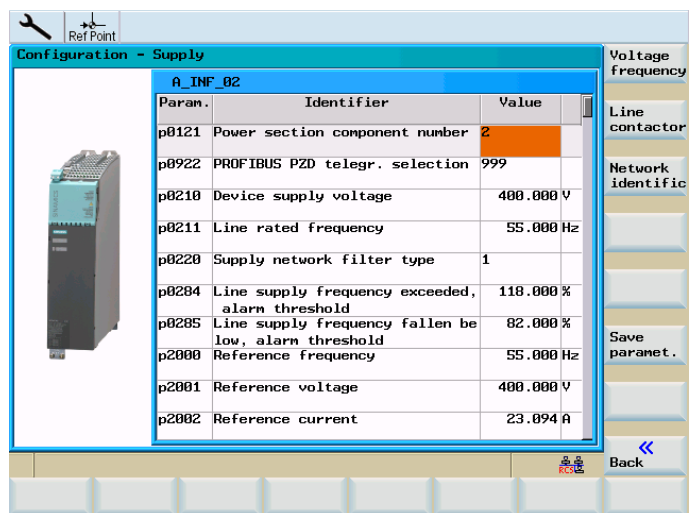 Ref Point
Configuration - Supply
A_INF_02
Param. Identifier Value
p0121 Power section component number 2
p0922 PROFIBUS PZD telegr. selection 999
p0210 Device supply voltage 400.000 V
p0211 Line rated frequency 55.000 Hz
p0220 Supply network filter type 1
p0284 Line supply frequency exceeded, 118.000 %
alarm threshold
p0285 Line supply frequency fallen be 82.000 %
low, alarm threshold
p2000 Reference frequency 55.000 Hz
p2001 Reference voltage 400.000 V
p2002 Reference current 23.094 A
Voltage
frequency
Line
contactor
Network
identific
Save
paramet.
Back
RCS
SIEMENS